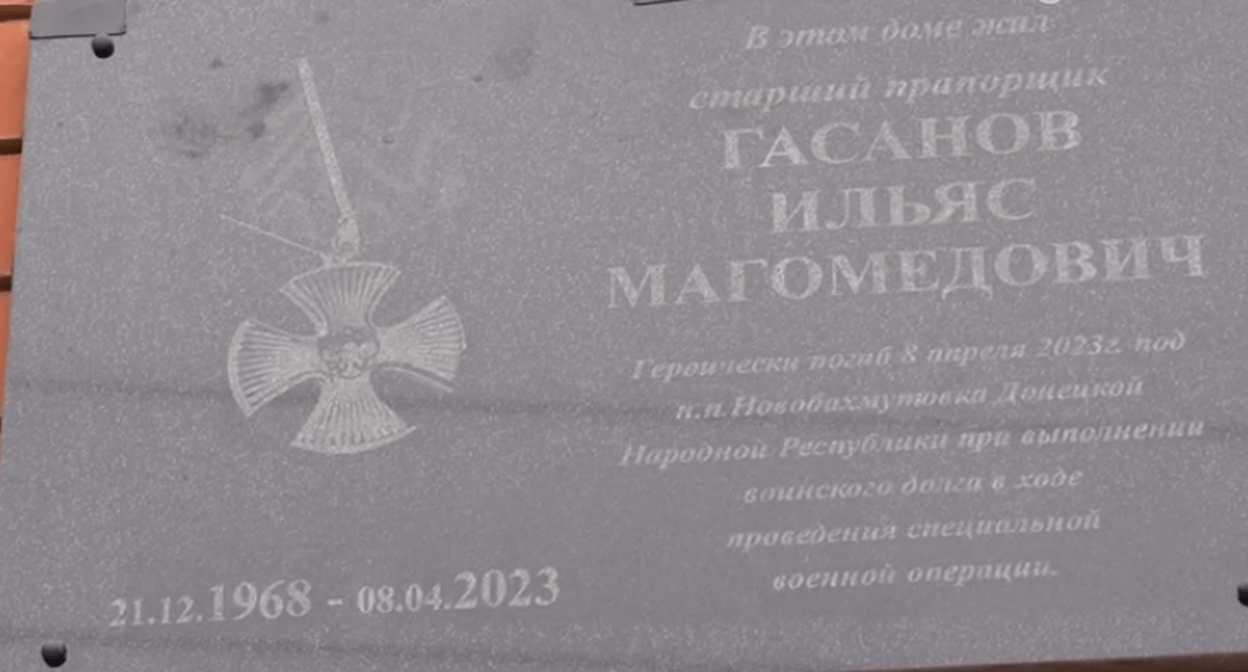 В этом доме жил
старший прапорщик
ГАСАНОВ
ИЛЬЯС
МАГОМЕДОВИЧ
Героически погиб 8 апреля 2023г. под
н.п.Новобахмутовка Донецкой
Народной Республики при выполнении
воинского долга в ходе
проведения специальной
военной операции.
21.12.1968 - 08.04.2023